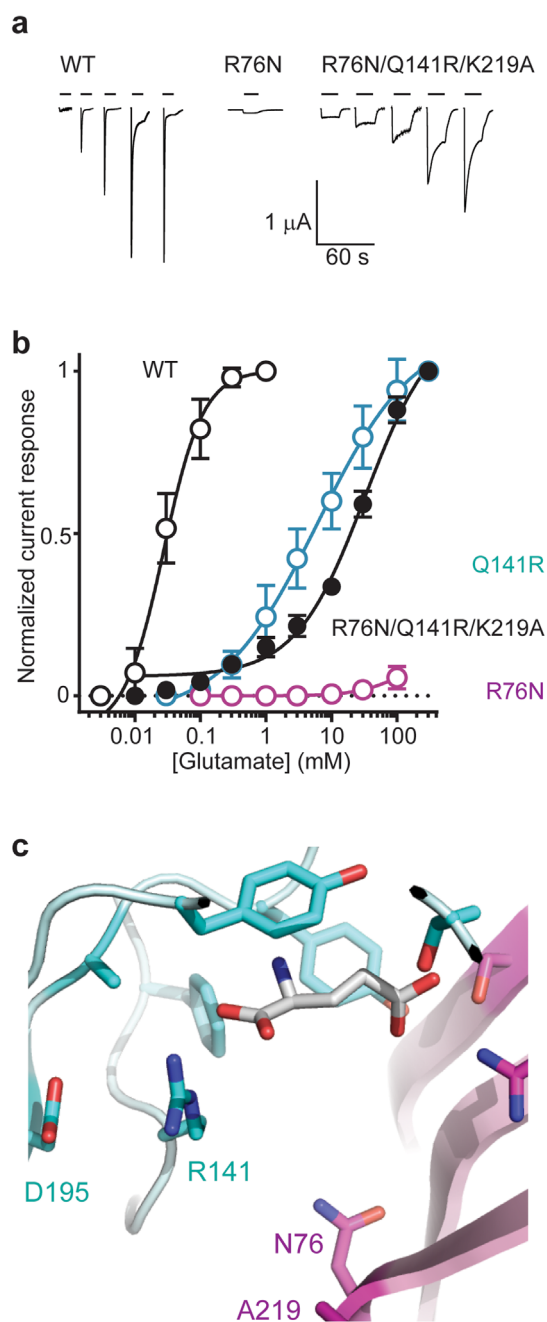 a
WT R76N R76N/Q141R/K219A
1 μA
60 s
b
WT
1
0.5
0
Normalized current response
Q141R
R76N/Q141R/K219A
R76N
0.01 0.1 1 10 100
[Glutamate] (mM)
c
D195
R141
N76
A219